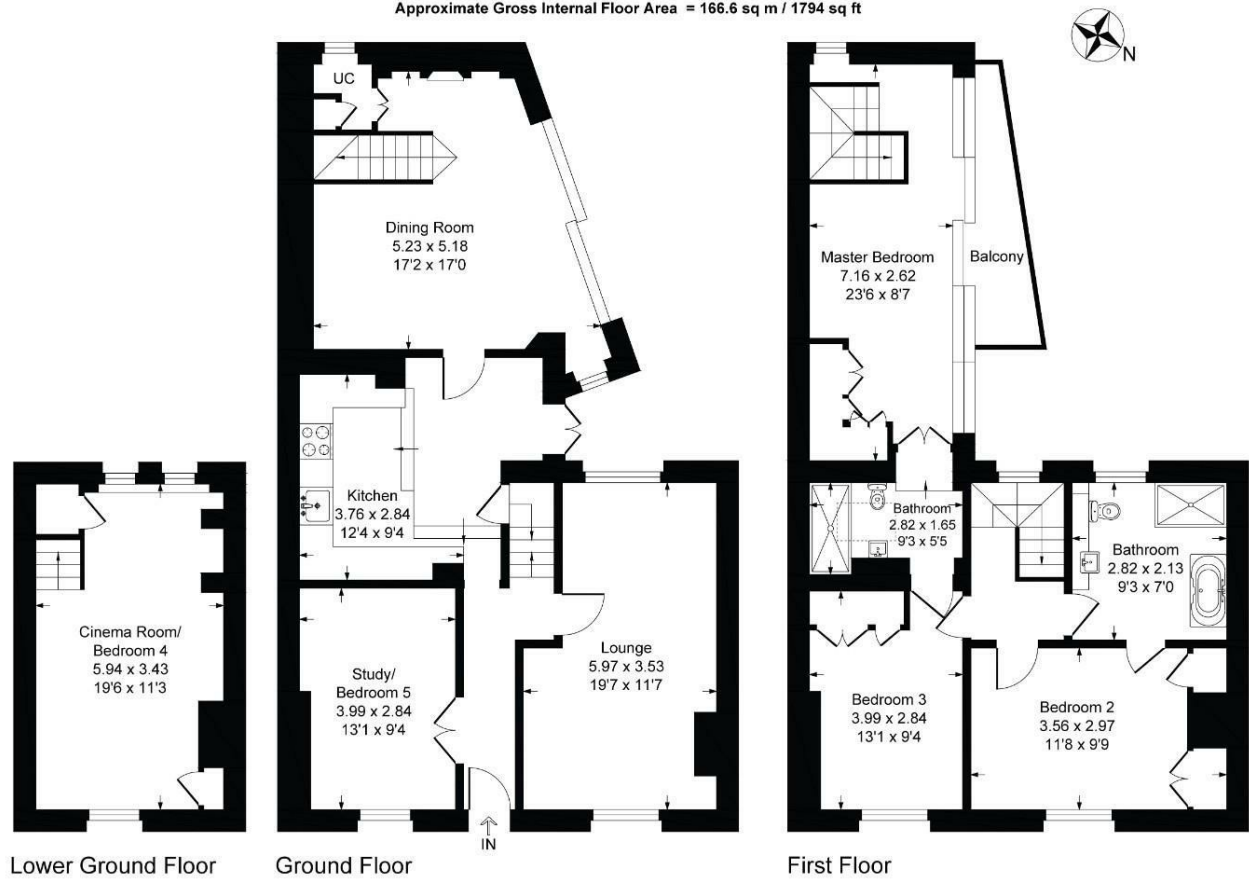 Approximate Gross Internal Floor Area = 166.6 sq m / 1794 sq ft
N
UC
Dining Room
5.23 x 5.18
17'2 x 17'0
Master Bedroom
7.16 x 2.62
23'6 x 8'7
Balcony
Kitchen
3.76 x 2.84
12'4 x 9'4
Bathroom
2.82 x 1.65
9'3 x 5'5
Bathroom
2.82 x 2.13
9'3 x 7'0
Cinema Room/
Bedroom 4
5.94 x 3.43
19'6 x 11'3
Study/
Bedroom 5
3.99 x 2.84
13'1 x 9'4
Lounge
5.97 x 3.53
19'7 x 11'7
Bedroom 3
3.99 x 2.84
13'1 x 9'4
Bedroom 2
3.56 x 2.97
11'8 x 9'9
IN
Lower Ground Floor
Ground Floor
First Floor